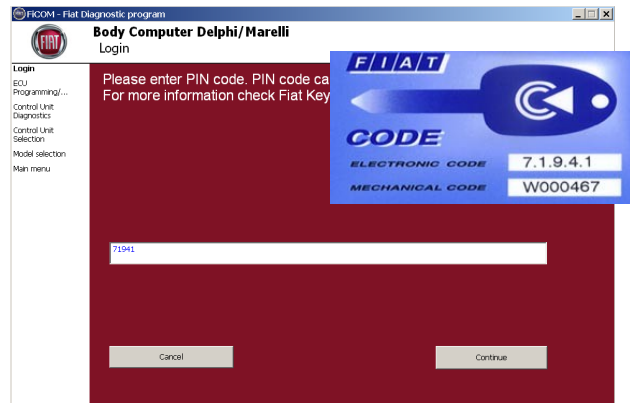 FiCOM - Fiat Diagnostic program
FIAT
Body Computer Delphi/Marelli
Login
Login
ECU
Programming/...
Control Unit
Diagnostics
Control Unit
Selection
Model selection
Main menu
Please enter PIN code. PIN code ca
For more information check Fiat Key
FIAT
CODE
ELECTRONIC CODE 7.1.9.4.1
MECHANICAL CODE W000467
71941
Cancel
Continue